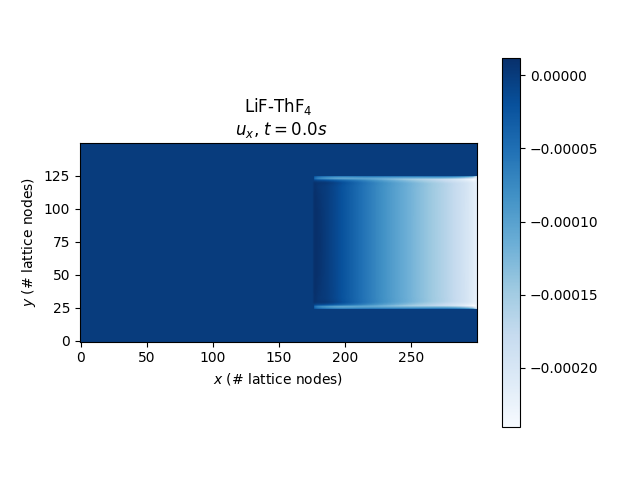 LiF-ThF₄
uₓ, t = 0.0s
125
100
75
50
25
0
y (# lattice nodes)
0 50 100 150 200 250
x (# lattice nodes)
0.00000
−0.00005
−0.00010
−0.00015
−0.00020